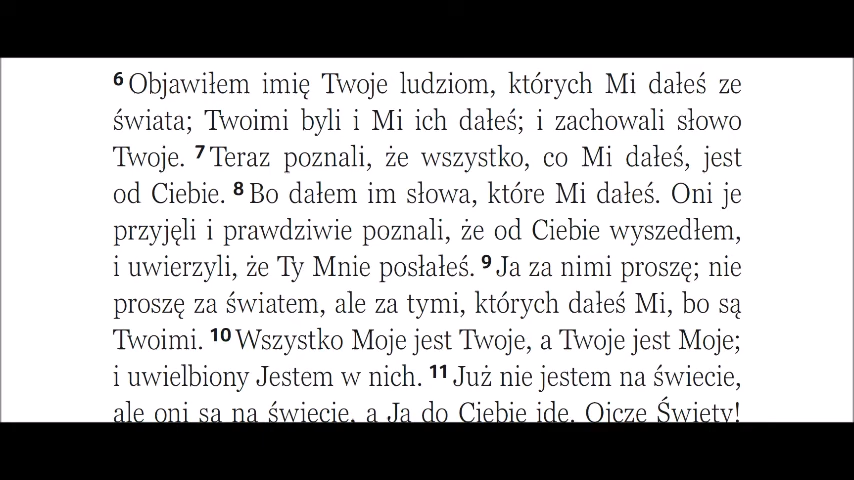 6 Objawiłem imię Twoje ludziom, których Mi dałeś ze
świata; Twoimi byli i Mi ich dałeś; i zachowali słowo
Twoje. 7 Teraz poznali, że wszystko, co Mi dałeś, jest
od Ciebie. 8 Bo dałem im słowa, które Mi dałeś. Oni je
przyjęli i prawdziwie poznali, że od Ciebie wyszedłem,
i uwierzyli, że Ty Mnie posłałeś. 9 Ja za nimi proszę; nie
proszę za światem, ale za tymi, których dałeś Mi, bo są
Twoimi. 10 Wszystko Moje jest Twoje, a Twoje jest Moje;
i uwielbiony Jestem w nich. 11 Już nie jestem na świecie,
ale oni są na świecie, a Ja do Ciebie idę. Ojcze Święty!